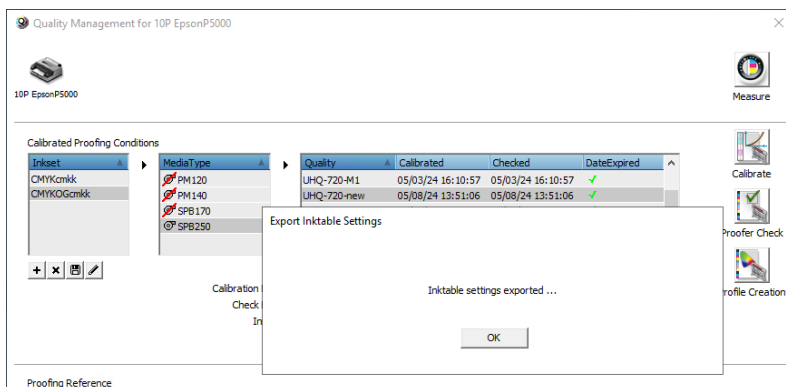 Quality Management for 10P EpsonP5000
10P EpsonP5000
Measure
Calibrated Proofing Conditions
Inkset MediaType Quality Calibrated Checked DateExpired
CMYKcmkk PM120 UHQ-720-M1 05/03/24 16:10:57 05/03/24 16:10:57
CMYKOGcmkk PM140 UHQ-720-new 05/08/24 13:51:06 05/08/24 13:51:06
SPB170
SPB250
Calibrate
Proofer Check
Profile Creation
Export Inktable Settings
Inktable settings exported ...
OK
Calibration
Check
In
Proofing Reference